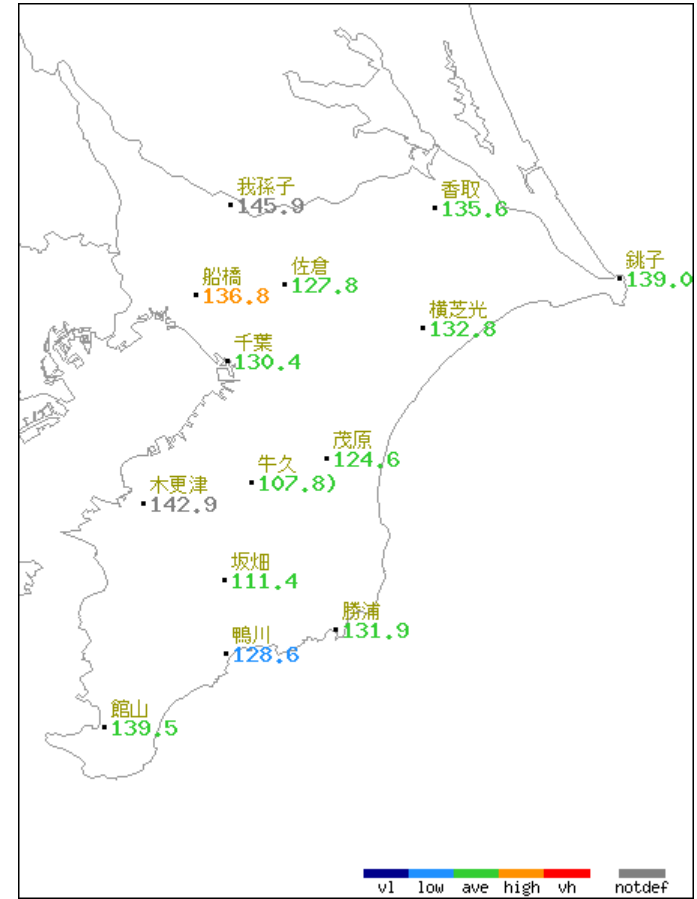 我孫子
145.9
香取
135.6
佐倉
127.8
船橋
136.8
銚子
139.0
横芝光
132.8
千葉
130.4
茂原
124.6
牛久
107.8)
木更津
142.9
坂畑
111.4
勝浦
131.9
鴨川
128.6
館山
139.5
vl low ave high vh notdef